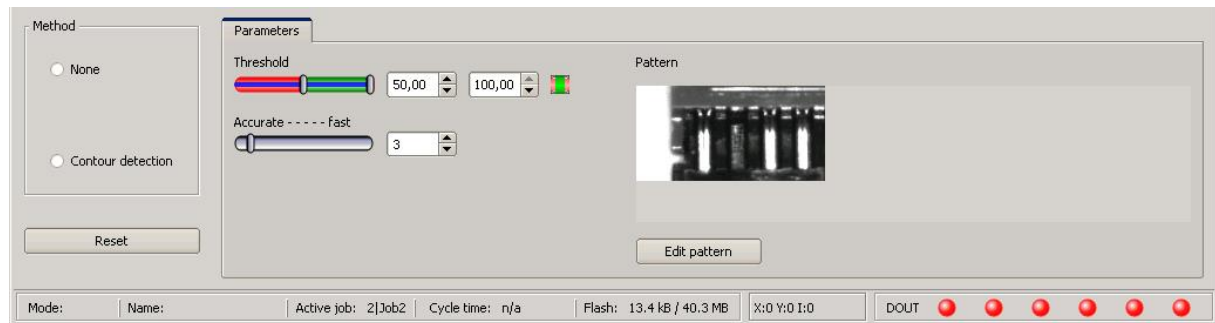 Method
None
Contour detection
Reset
Parameters
Threshold
50,00
100,00
Accurate - - - - - fast
3
Pattern
Edit pattern
Mode: Name: Active job: 2|Job2 Cycle time: n/a Flash: 13.4 kB / 40.3 MB X:0 Y:0 I:0 DOUT